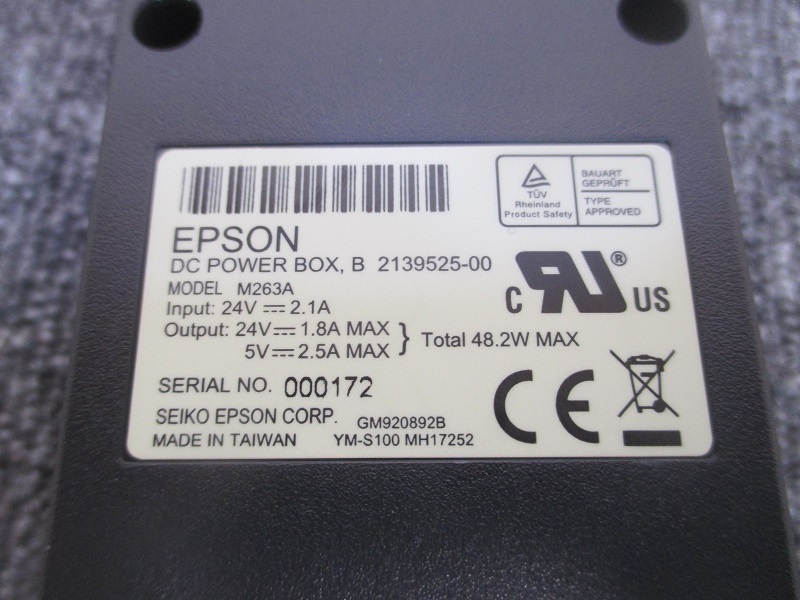 TÜV
Rheinland
Product Safety
BAUART
GEPRÜFT
TYPE
APPROVED
EPSON
DC POWER BOX, B 2139525-00
MODEL M263A
Input: 24V ⎓ 2.1A
Output: 24V ⎓ 1.8A MAX
5V ⎓ 2.5A MAX } Total 48.2W MAX
C RU ® US
SERIAL NO. 000172
CE
SEIKO EPSON CORP. GM920892B
MADE IN TAIWAN YM-S100 MH17252